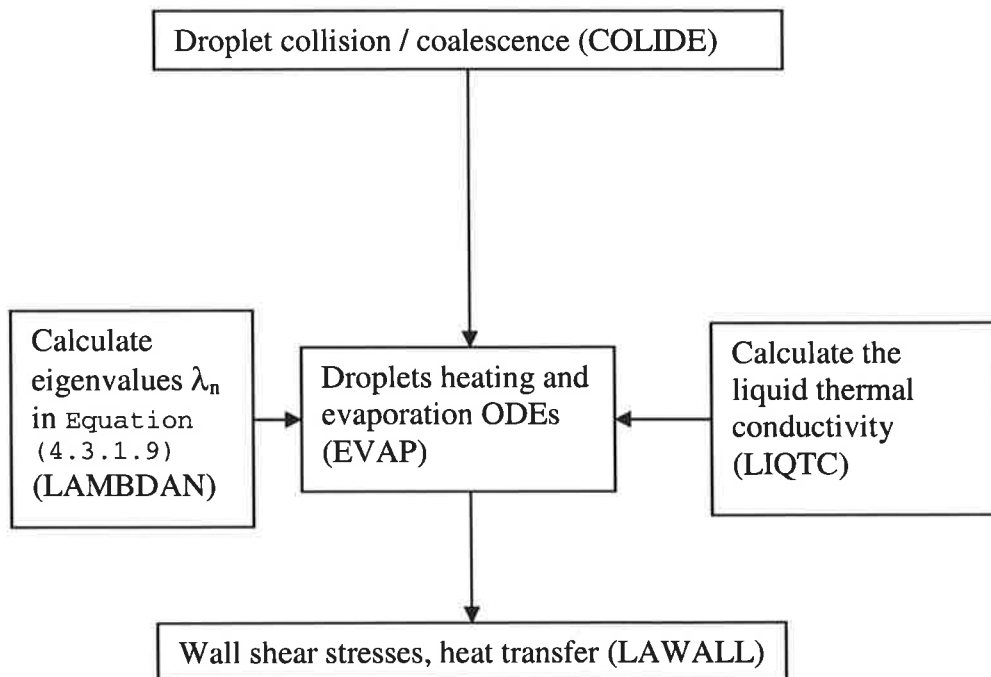 Droplet collision / coalescence (COLIDE)
Calculate
eigenvalues λn
in Equation
(4.3.1.9)
(LAMBDAN)
Droplets heating and
evaporation ODEs
(EVAP)
Calculate the
liquid thermal
conductivity
(LIQTC)
Wall shear stresses, heat transfer (LAWALL)